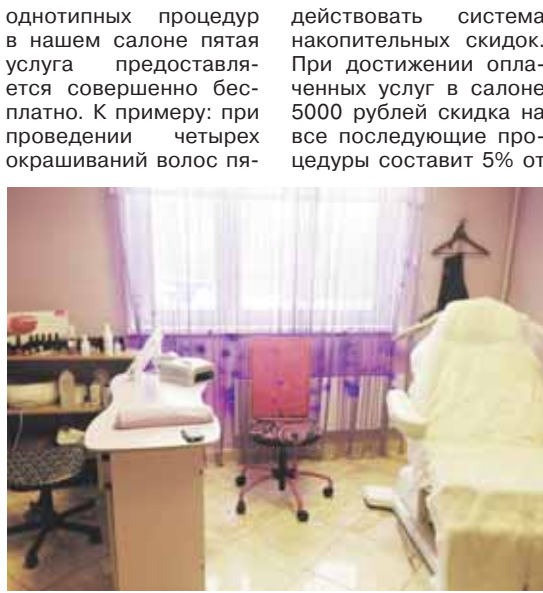 однотипных процедур
в нашем салоне пятая
услуга предоставля-
ется совершенно бес-
платно. К примеру: при
проведении четырех
окрашиваний волос пя-
действовать система
накопительных скидок.
При достижении опла-
ченных услуг в салоне
5000 рублей скидка на
все последующие про-
цедуры составит 5% от